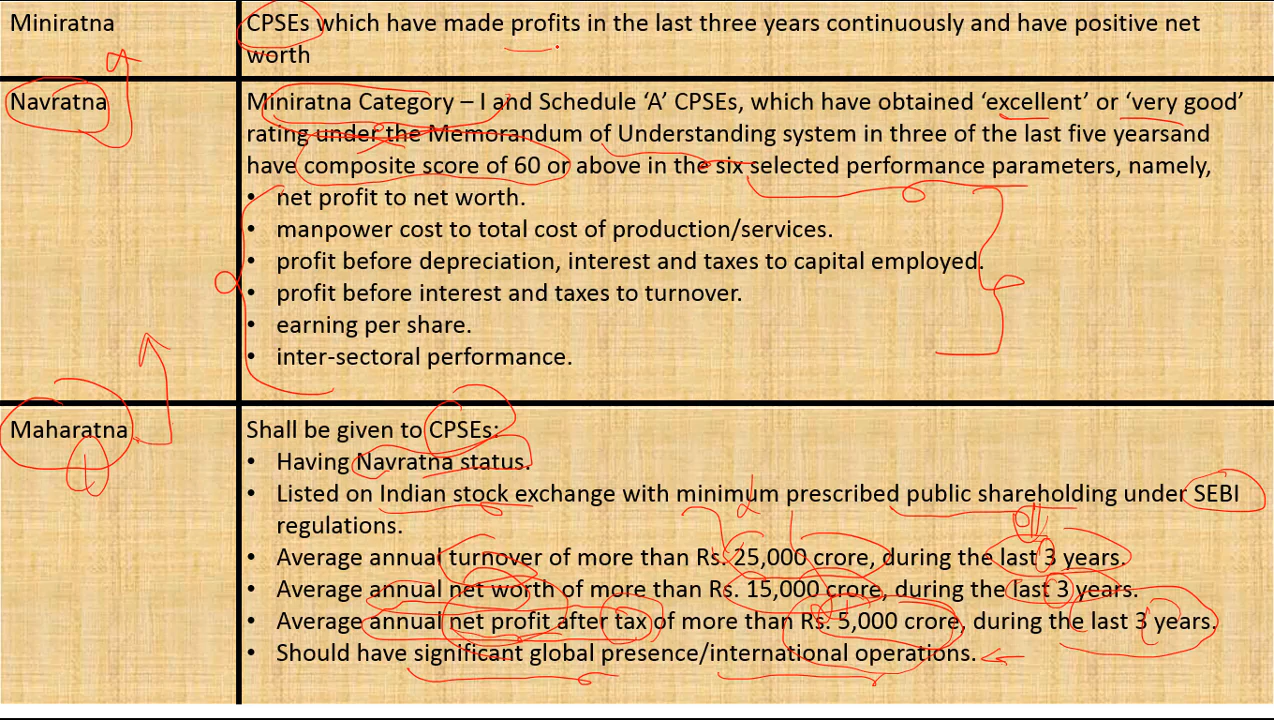 Miniratna
CPSEs which have made profits in the last three years continuously and have positive net
worth
Navratna
Miniratna Category – I and Schedule ‘A’ CPSEs, which have obtained ‘excellent’ or ‘very good’
rating under the Memorandum of Understanding system in three of the last five yearsand
have composite score of 60 or above in the six selected performance parameters, namely,
• net profit to net worth.
• manpower cost to total cost of production/services.
• profit before depreciation, interest and taxes to capital employed.
• profit before interest and taxes to turnover.
• earning per share.
• inter-sectoral performance.
Maharatna
Shall be given to CPSEs:
• Having Navratna status.
• Listed on Indian stock exchange with minimum prescribed public shareholding under SEBI
regulations.
• Average annual turnover of more than Rs. 25,000 crore, during the last 3 years.
• Average annual net worth of more than Rs. 15,000 crore, during the last 3 years.
• Average annual net profit after tax of more than Rs. 5,000 crore, during the last 3 years.
• Should have significant global presence/international operations.